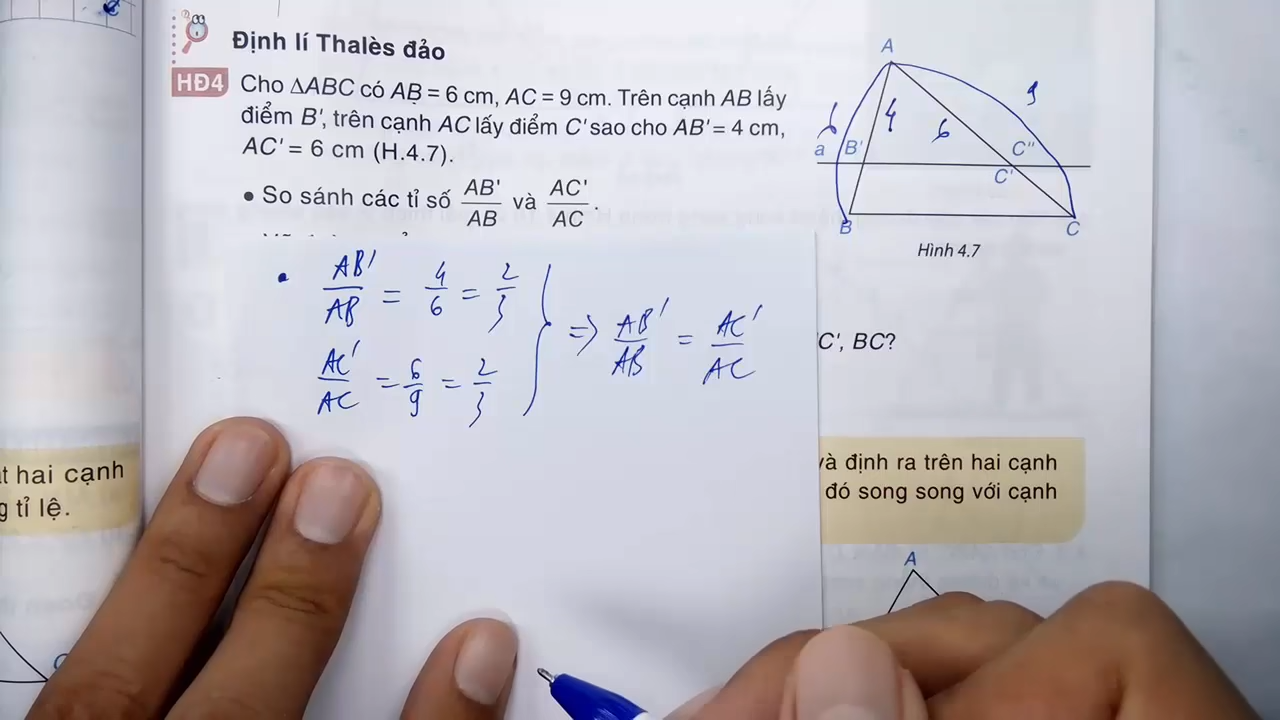 Định lí Thalès đảo
HĐ4 Cho ΔABC có AB = 6 cm, AC = 9 cm. Trên cạnh AB lấy
điểm B', trên cạnh AC lấy điểm C' sao cho AB' = 4 cm,
AC' = 6 cm (H.4.7).
• So sánh các tỉ số AB'/AB và AC'/AC.
A
9
6
4
6
a B' C''
C'
B C
Hình 4.7
• AB'/AB = 4/6 = 2/3
AC'/AC = 6/9 = 2/3
=> AB'/AB = AC'/AC
C', BC?
hai cạnh
tỉ lệ.
và định ra trên hai cạnh
đó song song với cạnh
A